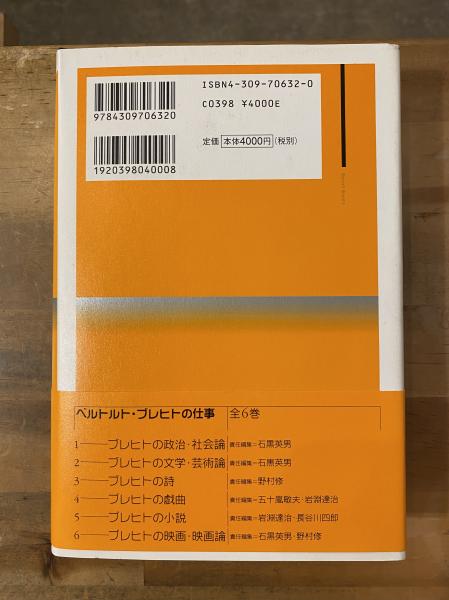 ISBN4-309-70632-0
C0398 ¥4000E
9784309706320
定価 本体4000円 (税別)
1920398040008
ベルトルト・ブレヒトの仕事 全6巻
1——ブレヒトの政治・社会論 責任編集=石黒英男
2——ブレヒトの文学・芸術論 責任編集=石黒英男
3——ブレヒトの詩 責任編集=野村修
4——ブレヒトの戯曲 責任編集=五十嵐敏夫・岩淵達治
5——ブレヒトの小説 責任編集=岩淵達治・長谷川四郎
6——ブレヒトの映画・映画論 責任編集=石黒英男・野村修